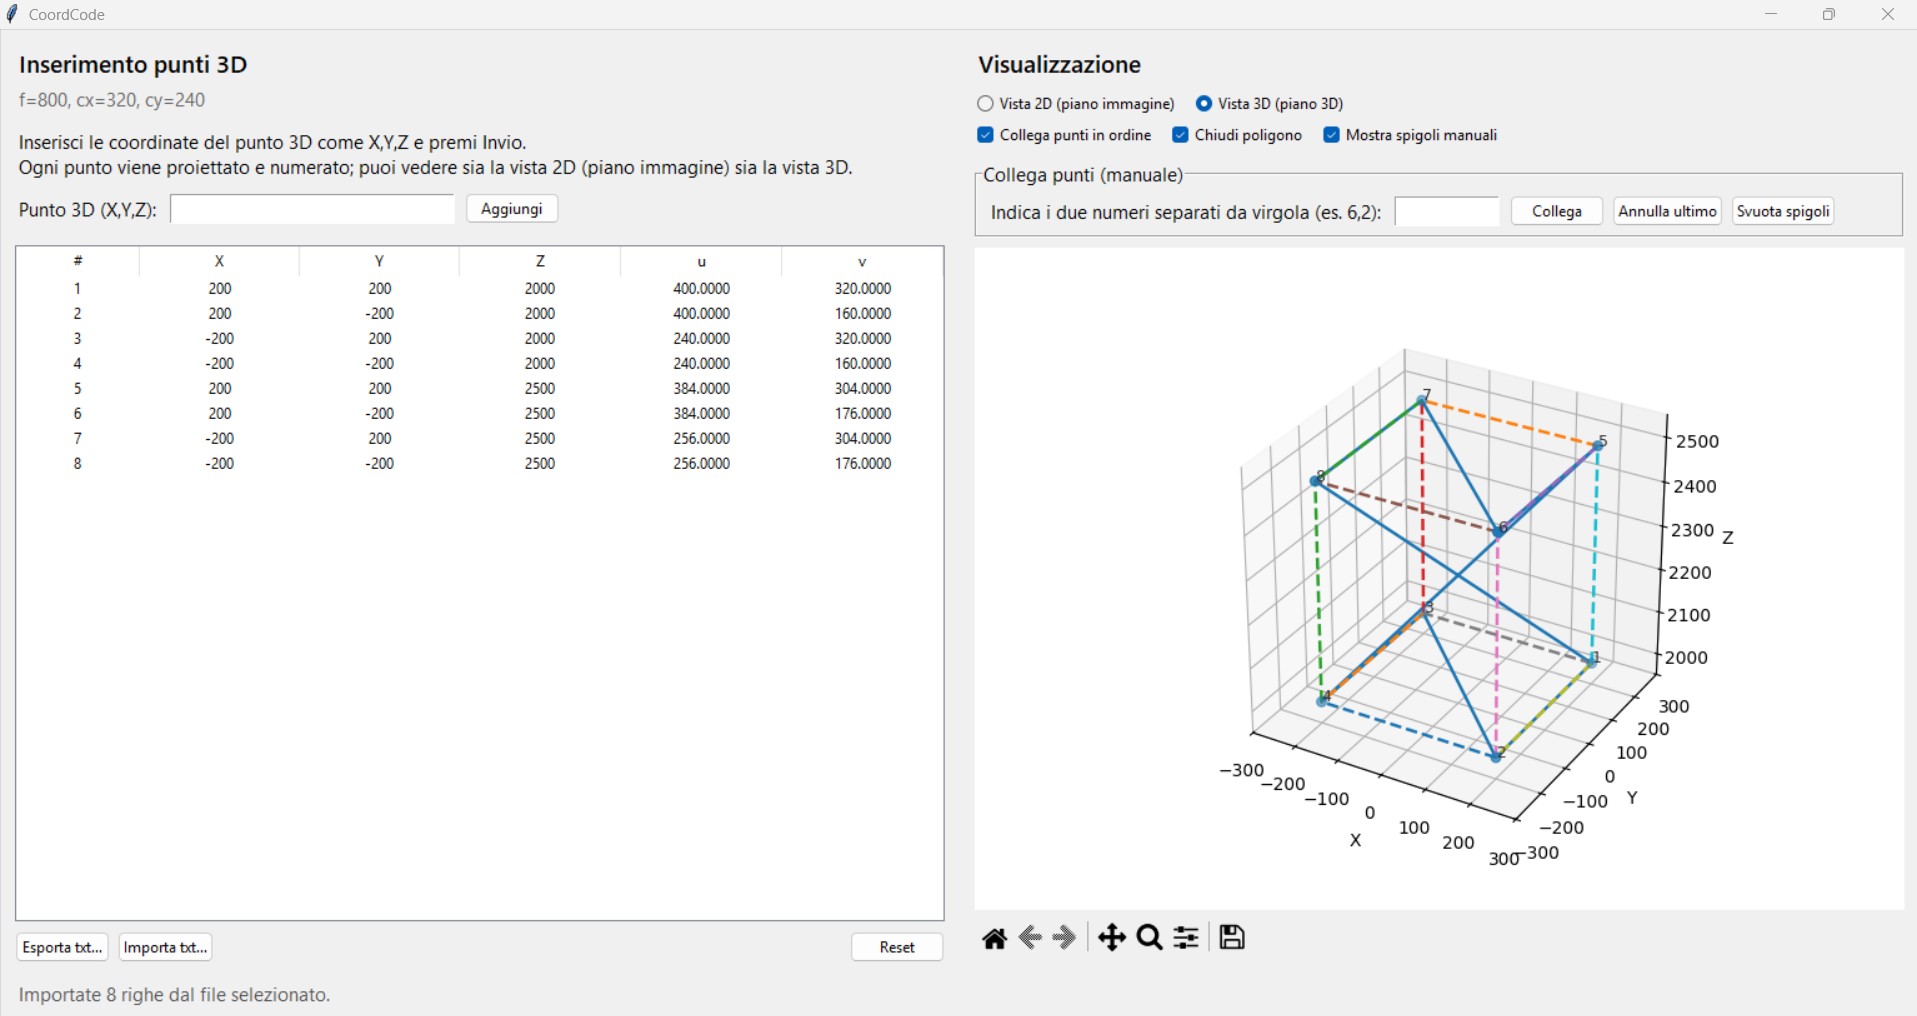 CoordCode
Inserimento punti 3D
f=800, cx=320, cy=240
Inserisci le coordinate del punto 3D come X,Y,Z e premi Invio.
Ogni punto viene proiettato e numerato; puoi vedere sia la vista 2D (piano immagine) sia la vista 3D.
Punto 3D (X,Y,Z): Aggiungi
# X Y Z u v
1 200 200 2000 400.0000 320.0000
2 200 -200 2000 400.0000 160.0000
3 -200 200 2000 240.0000 320.0000
4 -200 -200 2000 240.0000 160.0000
5 200 200 2500 384.0000 304.0000
6 200 -200 2500 384.0000 176.0000
7 -200 200 2500 256.0000 304.0000
8 -200 -200 2500 256.0000 176.0000
Esporta txt... Importa txt... Reset
Importate 8 righe dal file selezionato.
Visualizzazione
Vista 2D (piano immagine) Vista 3D (piano 3D)
Collega punti in ordine Chiudi poligono Mostra spigoli manuali
Collega punti (manuale)
Indica i due numeri separati da virgola (es. 6,2): Collega Annulla ultimo Svuota spigoli
7
5
8
6
3
1
4
2
2500
2400
2300
Z
2200
2100
2000
300
200
100
0
−100
−200
−300
Y
−300
−200
−100
0
100
200
300
X